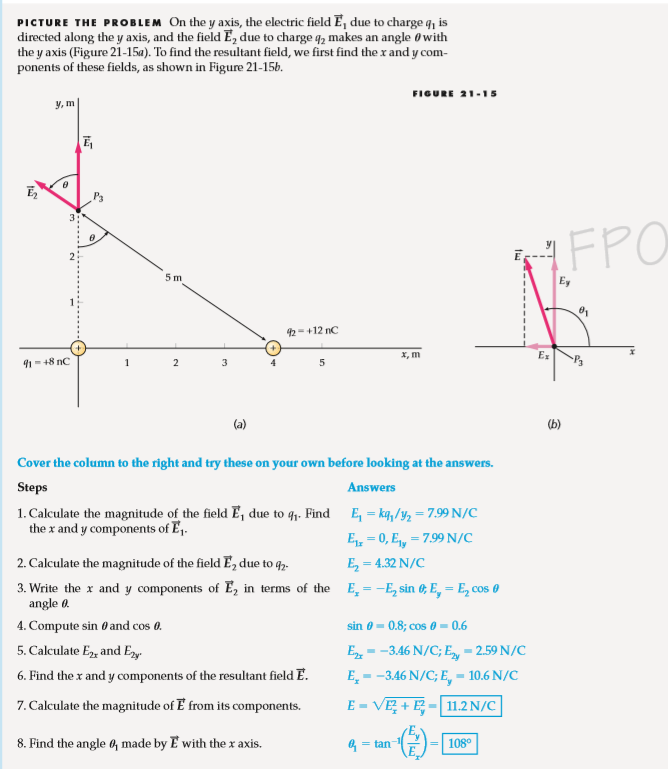 PICTURE THE PROBLEM On the y axis, the electric field E⃗₁ due to charge q₁ is
directed along the y axis, and the field E⃗₂ due to charge q₂ makes an angle θ with
the y axis (Figure 21-15a). To find the resultant field, we first find the x and y com-
ponents of these fields, as shown in Figure 21-15b.
FIGURE 21-15
y, m
E⃗₁
θ
E⃗₂
P₃
3
θ
2
5 m
1
q₂ = +12 nC
+
+
q₁ = +8 nC
1
2
3
4
5
x, m
(a)
FPO
y
E⃗
Ey
θ₁
Ex
P₃
x
(b)
Cover the column to the right and try these on your own before looking at the answers.
Steps
Answers
1. Calculate the magnitude of the field E⃗₁ due to q₁. Find
the x and y components of E⃗₁.
E₁ = kq₁/y₂ = 7.99 N/C
E₁ₓ = 0, E₁y = 7.99 N/C
2. Calculate the magnitude of the field E⃗₂ due to q₂.
E₂ = 4.32 N/C
3. Write the x and y components of E⃗₂ in terms of the
angle θ.
Eₓ = −E₂ sin θ; Ey = E₂ cos θ
4. Compute sin θ and cos θ.
sin θ = 0.8; cos θ = 0.6
5. Calculate E₂ₓ and E₂y.
E₂ₓ = −3.46 N/C; E₂y = 2.59 N/C
6. Find the x and y components of the resultant field E⃗.
Eₓ = −3.46 N/C; Ey = 10.6 N/C
7. Calculate the magnitude of E⃗ from its components.
E = √(Eₓ² + Ey²) = 11.2 N/C
8. Find the angle θ₁ made by E⃗ with the x axis.
θ₁ = tan⁻¹(Ey/Eₓ) = 108°